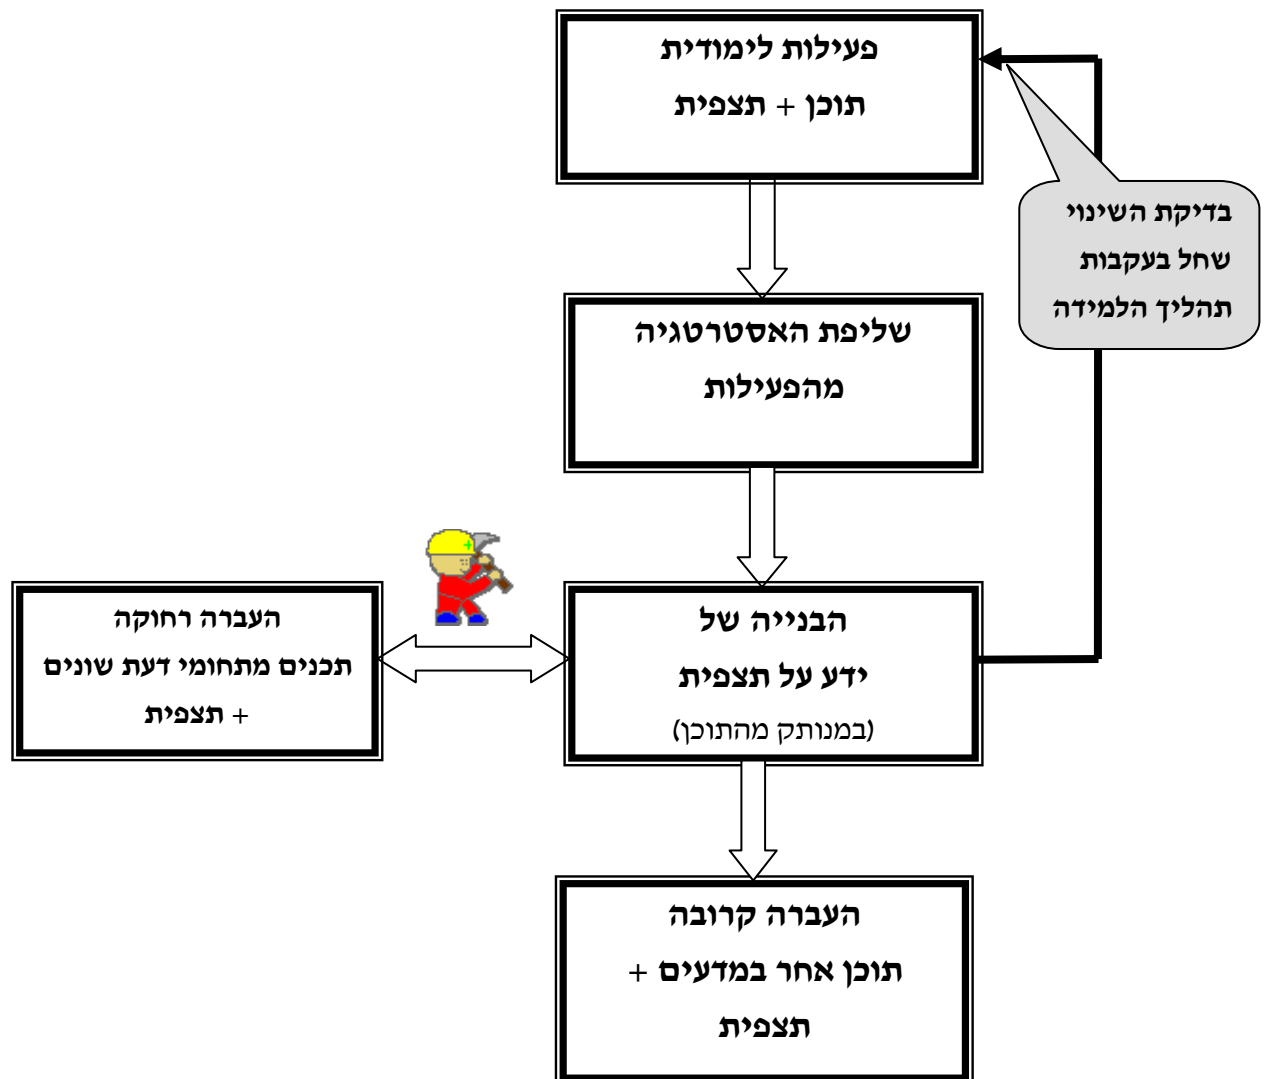 פעילות לימודית
תוכן + תצפית
בדיקת השינוי
שחל בעקבות
תהליך הלמידה
שליפת האסטרטגיה
מהפעילות
הבנייה של
ידע על תצפית
(במנותק מהתוכן)
העברה רחוקה
תכנים מתחומי דעת שונים
+ תצפית
העברה קרובה
תוכן אחר במדעים +
תצפית